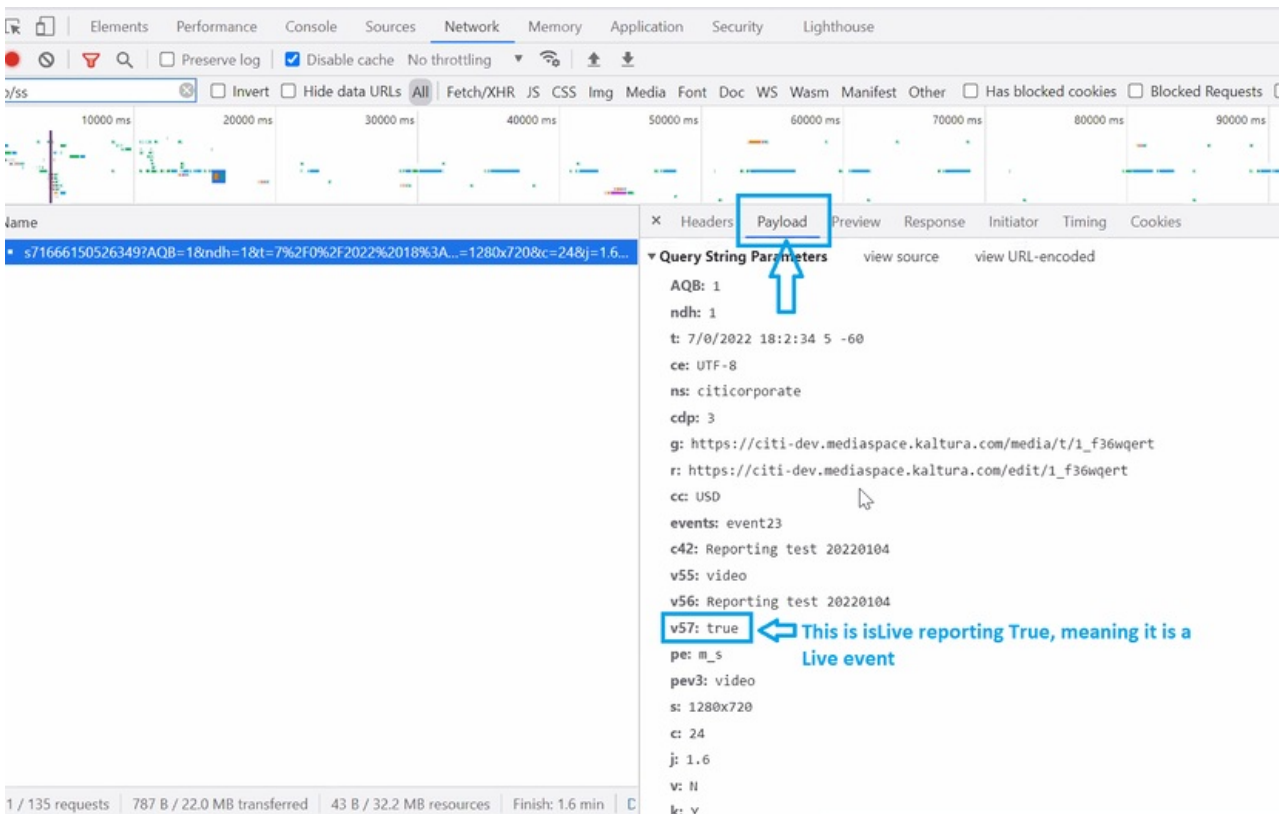 Elements Performance Console Sources Network Memory Application Security Lighthouse
Preserve log Disable cache No throttling
/ss Invert Hide data URLs All Fetch/XHR JS CSS Img Media Font Doc WS Wasm Manifest Other Has blocked cookies Blocked Requests
10000 ms 20000 ms 30000 ms 40000 ms 50000 ms 60000 ms 70000 ms 80000 ms 90000 ms
Name × Headers Payload Preview Response Initiator Timing Cookies
s71666150526349?AQB=1&ndh=1&t=7%2F0%2F2022%2018%3A...=1280x720&c=24&j=1.6...
Query String Parameters view source view URL-encoded
AQB: 1
ndh: 1
t: 7/0/2022 18:2:34 5 -60
ce: UTF-8
ns: citicorporate
cdp: 3
g: https://citi-dev.mediaspace.kaltura.com/media/t/1_f36wqert
r: https://citi-dev.mediaspace.kaltura.com/edit/1_f36wqert
cc: USD
events: event23
c42: Reporting test 20220104
v55: video
v56: Reporting test 20220104
v57: true This is isLive reporting True, meaning it is a
Live event
pe: m_s
pev3: video
s: 1280x720
c: 24
j: 1.6
v: N
k: Y
1 / 135 requests 787 B / 22.0 MB transferred 43 B / 32.2 MB resources Finish: 1.6 min